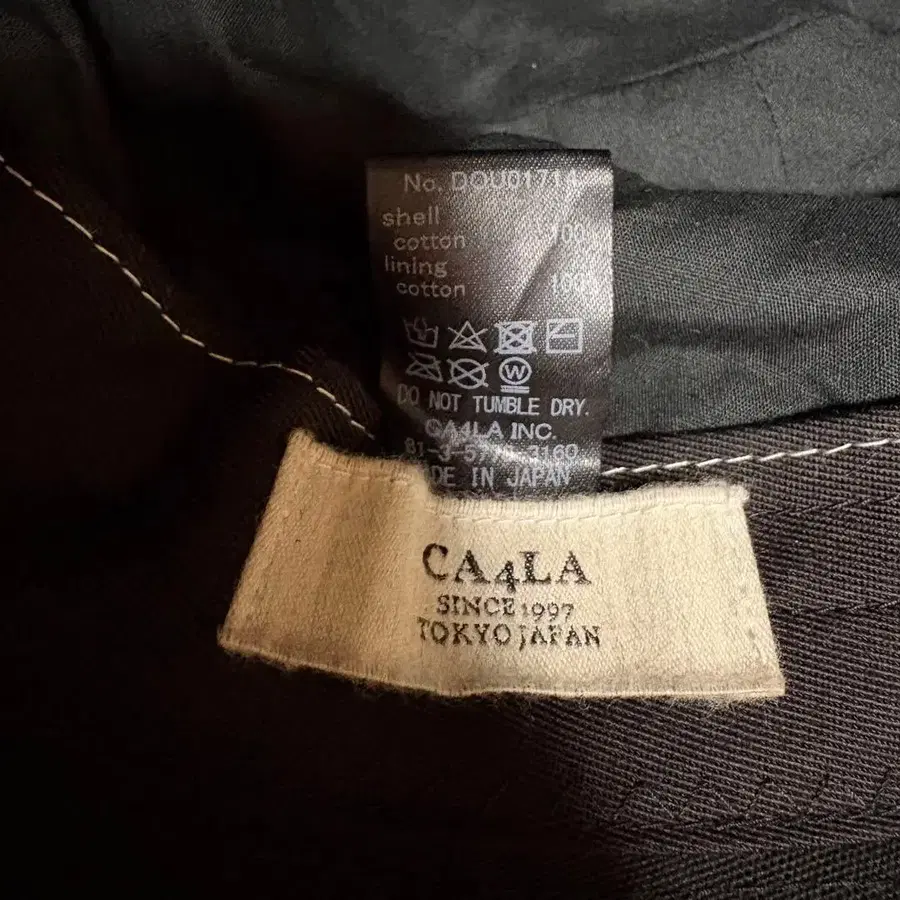 No. DOU01711
shell
cotton 100
lining
cotton 100
W
DO NOT TUMBLE DRY.
CA4LA INC.
MADE IN JAPAN
CA4LA
SINCE 1997
TOKYO JAPAN